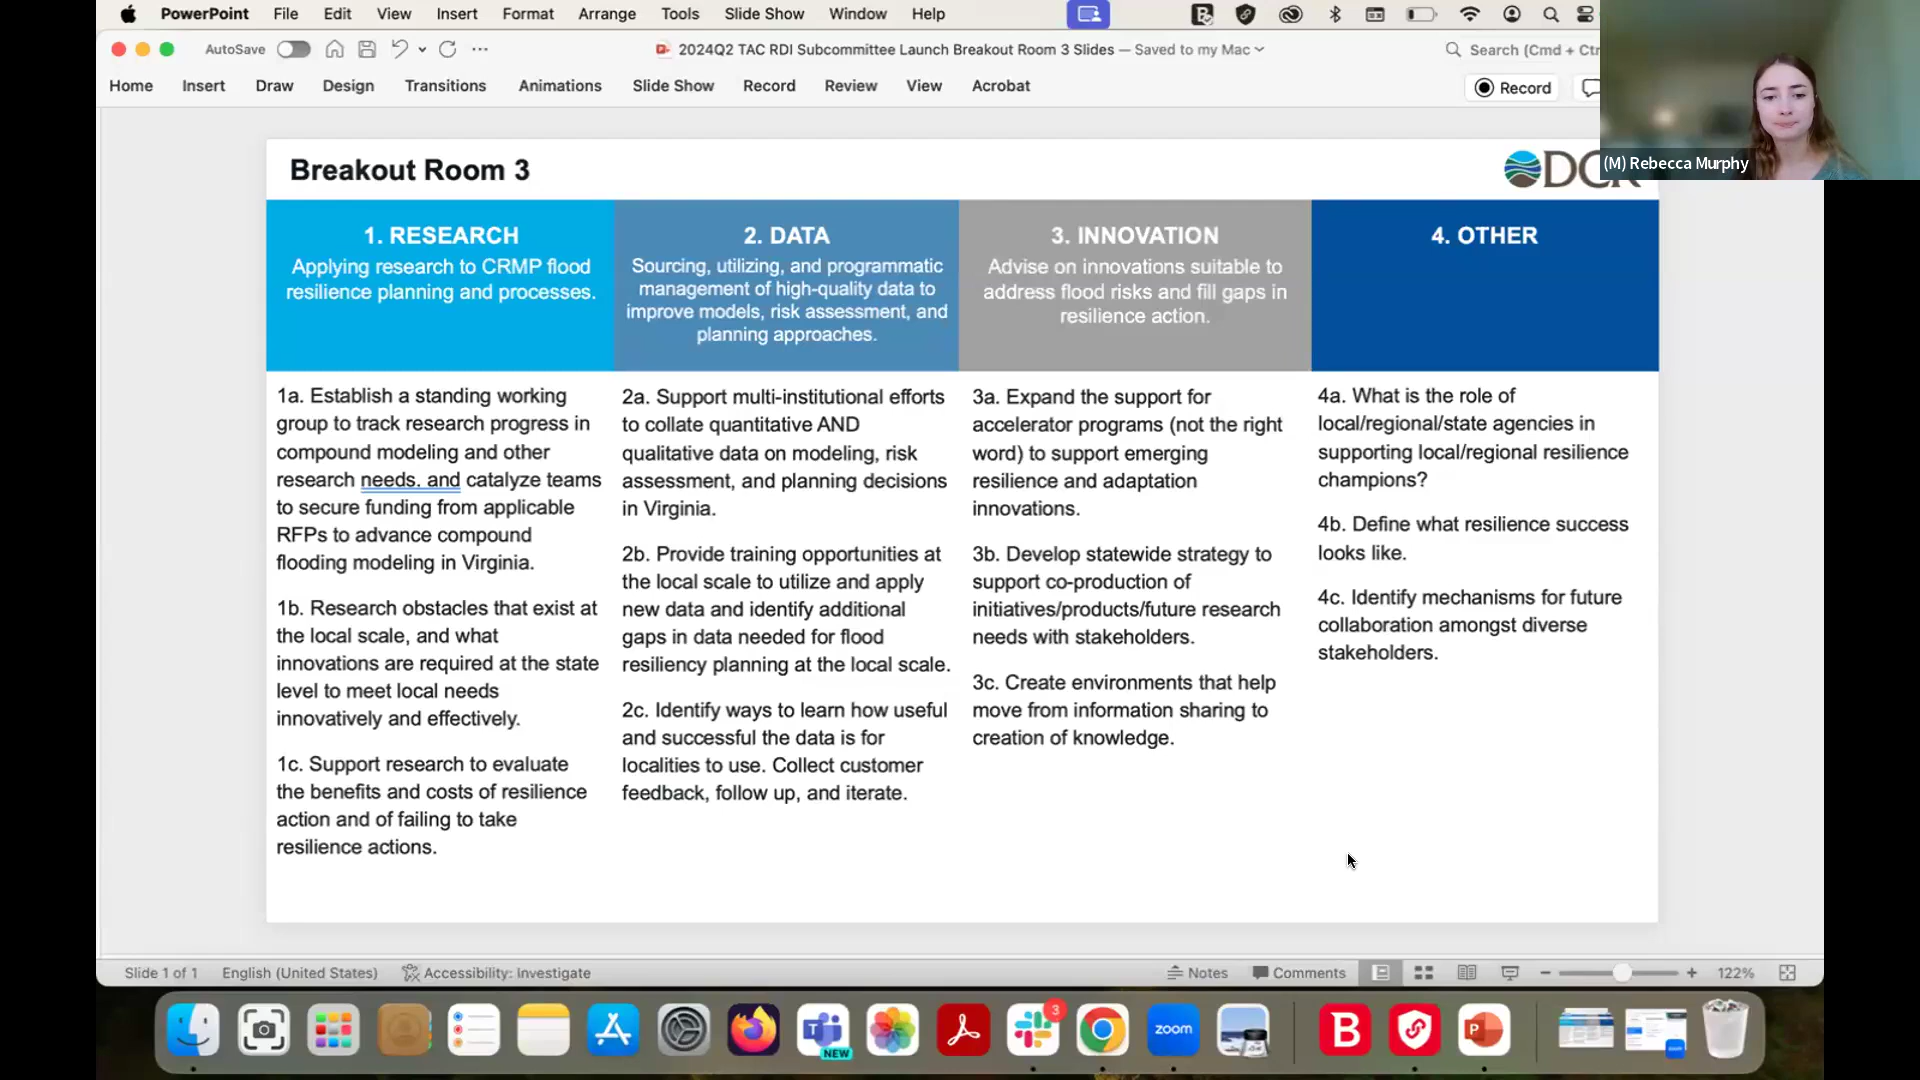 PowerPoint File Edit View Insert Format Arrange Tools Slide Show Window Help
AutoSave 2024Q2 TAC RDI Subcommittee Launch Breakout Room 3 Slides — Saved to my Mac Search (Cmd + Ctr
Home Insert Draw Design Transitions Animations Slide Show Record Review View Acrobat Record
(M) Rebecca Murphy
Breakout Room 3
DCR
1. RESEARCH
Applying research to CRMP flood
resilience planning and processes.
2. DATA
Sourcing, utilizing, and programmatic
management of high-quality data to
improve models, risk assessment, and
planning approaches.
3. INNOVATION
Advise on innovations suitable to
address flood risks and fill gaps in
resilience action.
4. OTHER
1a. Establish a standing working
group to track research progress in
compound modeling and other
research needs. and catalyze teams
to secure funding from applicable
RFPs to advance compound
flooding modeling in Virginia.
1b. Research obstacles that exist at
the local scale, and what
innovations are required at the state
level to meet local needs
innovatively and effectively.
1c. Support research to evaluate
the benefits and costs of resilience
action and of failing to take
resilience actions.
2a. Support multi-institutional efforts
to collate quantitative AND
qualitative data on modeling, risk
assessment, and planning decisions
in Virginia.
2b. Provide training opportunities at
the local scale to utilize and apply
new data and identify additional
gaps in data needed for flood
resiliency planning at the local scale.
2c. Identify ways to learn how useful
and successful the data is for
localities to use. Collect customer
feedback, follow up, and iterate.
3a. Expand the support for
accelerator programs (not the right
word) to support emerging
resilience and adaptation
innovations.
3b. Develop statewide strategy to
support co-production of
initiatives/products/future research
needs with stakeholders.
3c. Create environments that help
move from information sharing to
creation of knowledge.
4a. What is the role of
local/regional/state agencies in
supporting local/regional resilience
champions?
4b. Define what resilience success
looks like.
4c. Identify mechanisms for future
collaboration amongst diverse
stakeholders.
Slide 1 of 1 English (United States) Accessibility: Investigate Notes Comments 122%
NEW
3
zoom
B
P